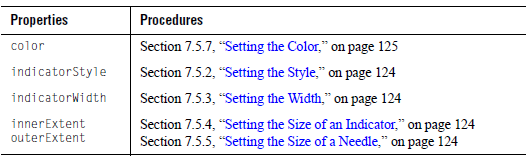 Properties Procedures
color Section 7.5.7, “Setting the Color,” on page 125
indicatorStyle Section 7.5.2, “Setting the Style,” on page 124
indicatorWidth Section 7.5.3, “Setting the Width,” on page 124
innerExtent Section 7.5.4, “Setting the Size of an Indicator,” on page 124
outerExtent Section 7.5.5, “Setting the Size of a Needle,” on page 124